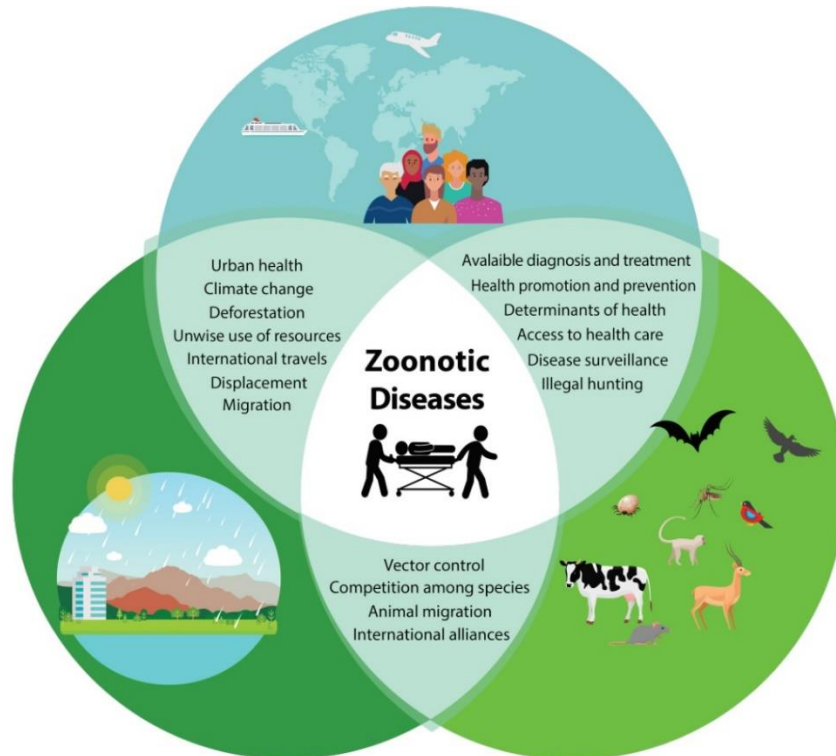 Urban health
Climate change
Deforestation
Unwise use of resources
International travels
Displacement
Migration
Avalaible diagnosis and treatment
Health promotion and prevention
Determinants of health
Access to health care
Disease surveillance
Illegal hunting
Zoonotic
Diseases
Vector control
Competition among species
Animal migration
International alliances